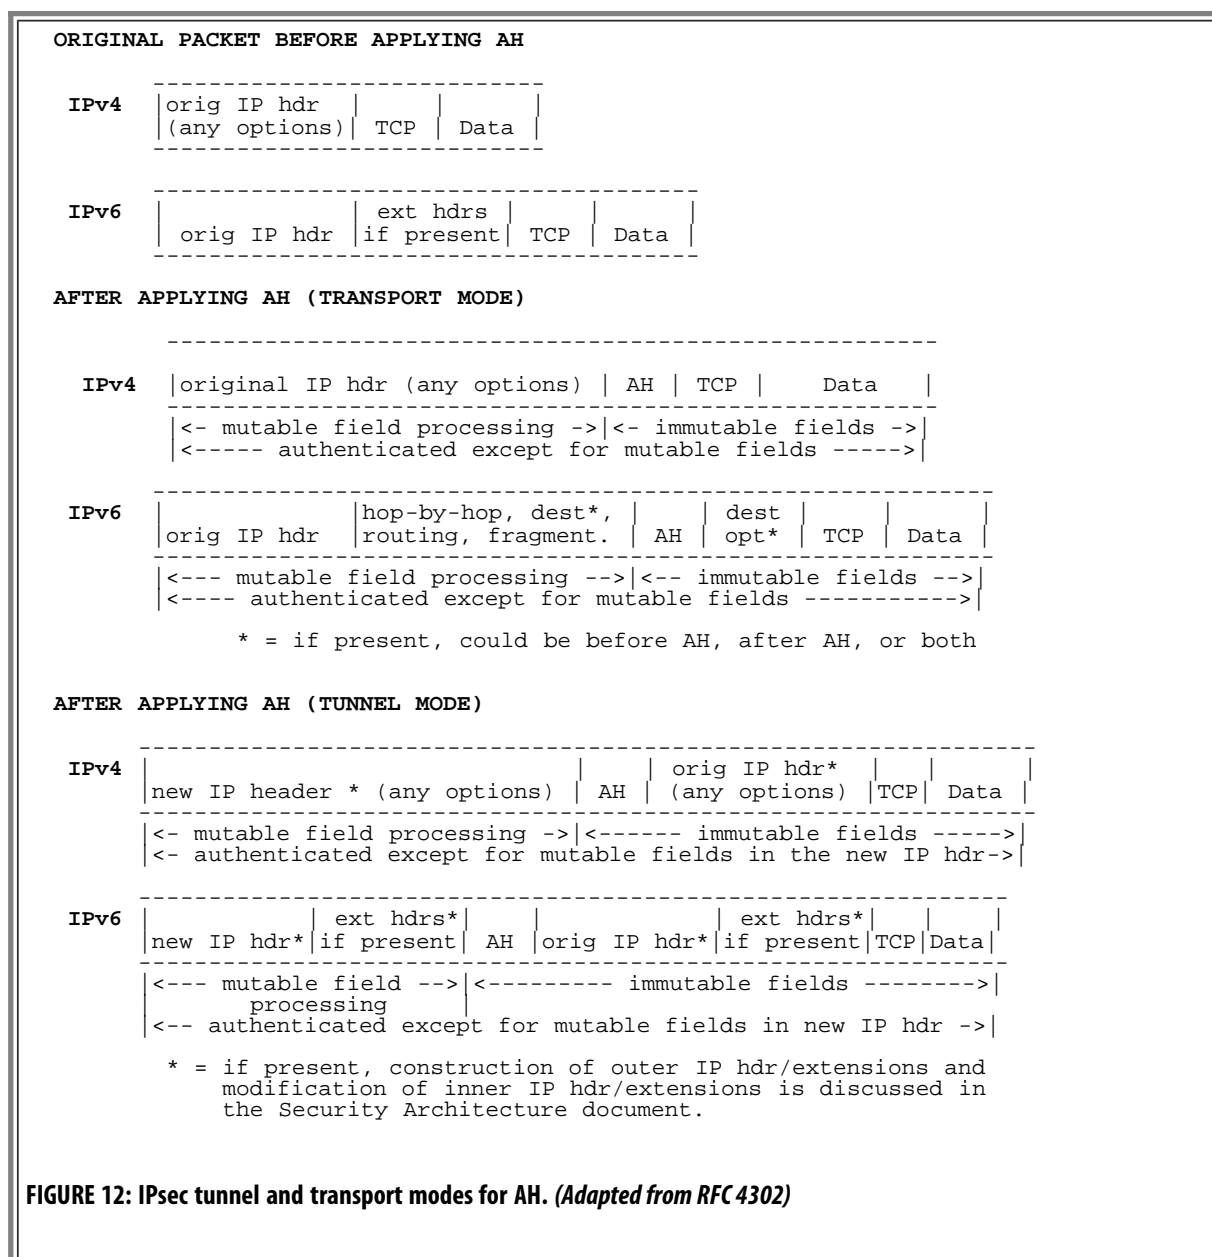 ORIGINAL PACKET BEFORE APPLYING AH
----------------------------
IPv4 |orig IP hdr | | |
|(any options)| TCP | Data |
----------------------------
---------------------------------------
IPv6 | | ext hdrs | | |
| orig IP hdr |if present| TCP | Data |
---------------------------------------
AFTER APPLYING AH (TRANSPORT MODE)
-------------------------------------------------------
IPv4 |original IP hdr (any options) | AH | TCP | Data |
-------------------------------------------------------
|<- mutable field processing ->|<- immutable fields ->|
|<----- authenticated except for mutable fields ----->|
------------------------------------------------------------
IPv6 | |hop-by-hop, dest*, | | dest | | |
|orig IP hdr |routing, fragment. | AH | opt* | TCP | Data |
------------------------------------------------------------
|<--- mutable field processing -->|<-- immutable fields -->|
|<---- authenticated except for mutable fields ----------->|
* = if present, could be before AH, after AH, or both
AFTER APPLYING AH (TUNNEL MODE)
----------------------------------------------------------------
IPv4 | | | orig IP hdr* | | |
|new IP header * (any options) | AH | (any options) |TCP| Data |
----------------------------------------------------------------
|<- mutable field processing ->|<------ immutable fields ----->|
|<- authenticated except for mutable fields in the new IP hdr->|
--------------------------------------------------------------
IPv6 | | ext hdrs*| | | ext hdrs*| | |
|new IP hdr*|if present| AH |orig IP hdr*|if present|TCP|Data|
--------------------------------------------------------------
|<--- mutable field -->|<--------- immutable fields -------->|
| processing |
|<-- authenticated except for mutable fields in new IP hdr ->|
* = if present, construction of outer IP hdr/extensions and
modification of inner IP hdr/extensions is discussed in
the Security Architecture document.
FIGURE 12: IPsec tunnel and transport modes for AH. (Adapted from RFC 4302)